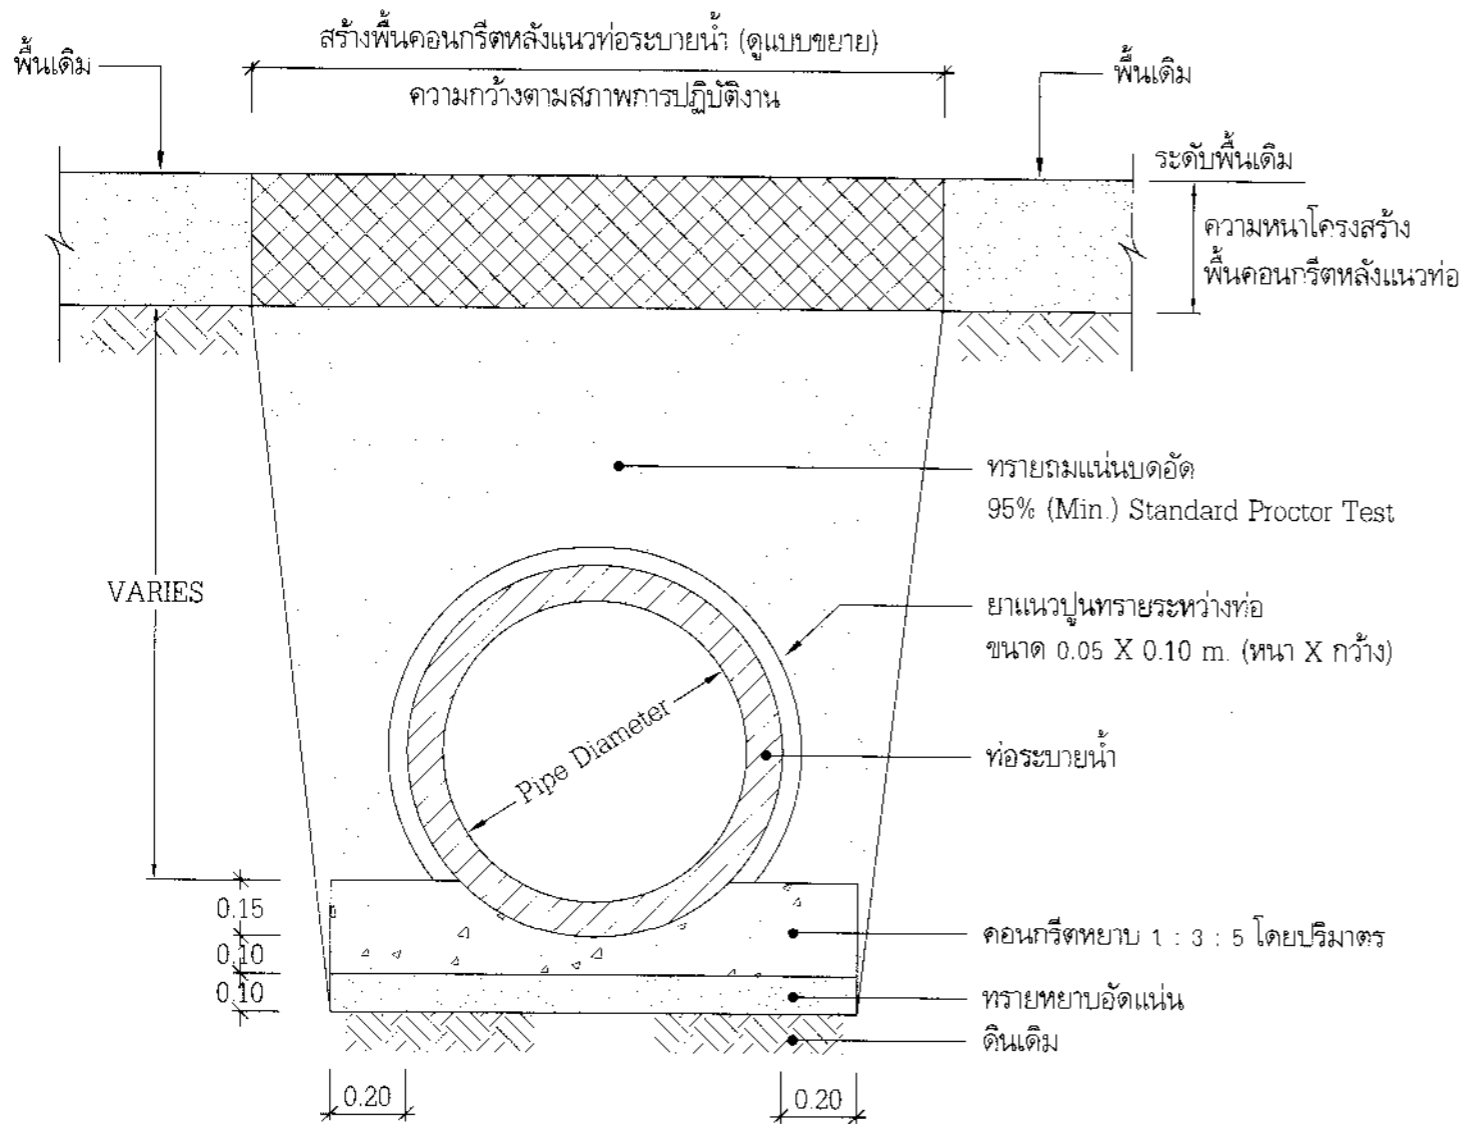 สร้างพื้นคอนกรีตหลังแนวท่อระบายน้ำ (ดูแบบขยาย)
ความกว้างตามสภาพการปฏิบัติงาน
พื้นเดิม
พื้นเดิม
ระดับพื้นเดิม
ความหนาโครงสร้าง
พื้นคอนกรีตหลังแนวท่อ
ทรายถมแน่นบดอัด
95% (Min.) Standard Proctor Test
VARIES
ยาแนวปูนทรายระหว่างท่อ
ขนาด 0.05 X 0.10 m. (หนา X กว้าง)
Pipe Diameter
ท่อระบายน้ำ
0.15
0.10
0.10
คอนกรีตหยาบ 1 : 3 : 5 โดยปริมาตร
ทรายหยาบอัดแน่น
ดินเดิม
0.20
0.20